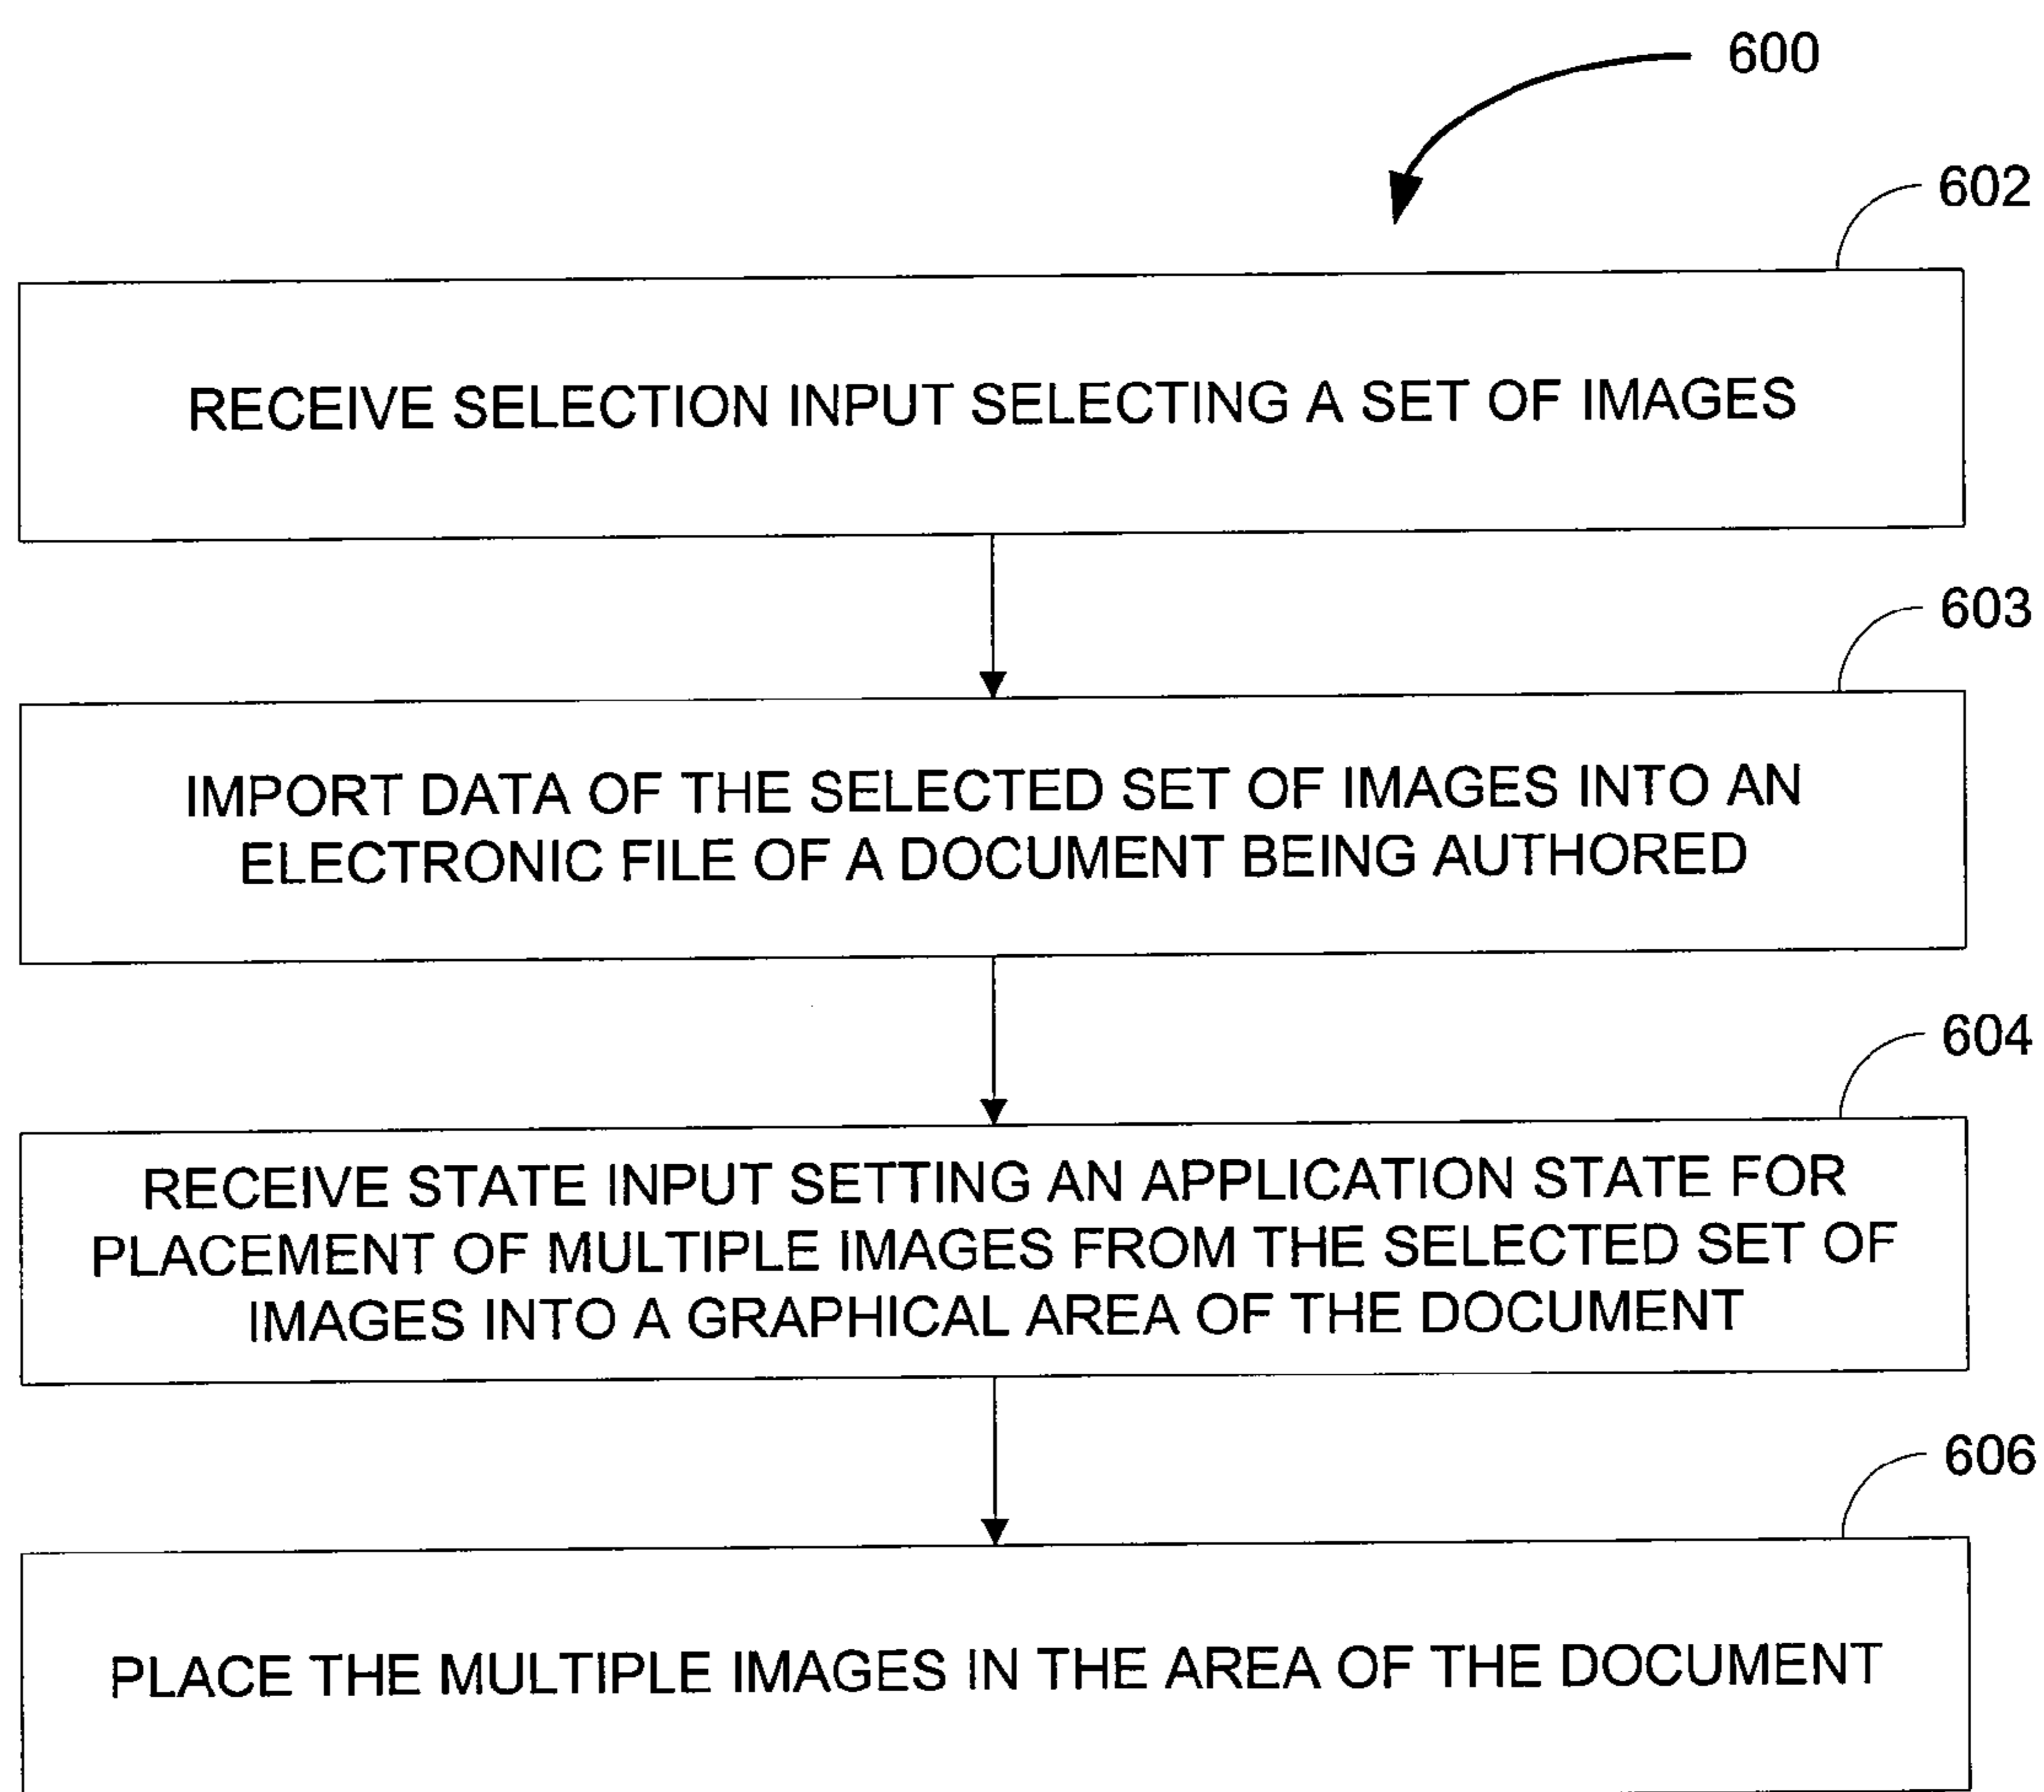 600
602
RECEIVE SELECTION INPUT SELECTING A SET OF IMAGES
603
IMPORT DATA OF THE SELECTED SET OF IMAGES INTO AN
ELECTRONIC FILE OF A DOCUMENT BEING AUTHORED
604
RECEIVE STATE INPUT SETTING AN APPLICATION STATE FOR
PLACEMENT OF MULTIPLE IMAGES FROM THE SELECTED SET OF
IMAGES INTO A GRAPHICAL AREA OF THE DOCUMENT
606
PLACE THE MULTIPLE IMAGES IN THE AREA OF THE DOCUMENT